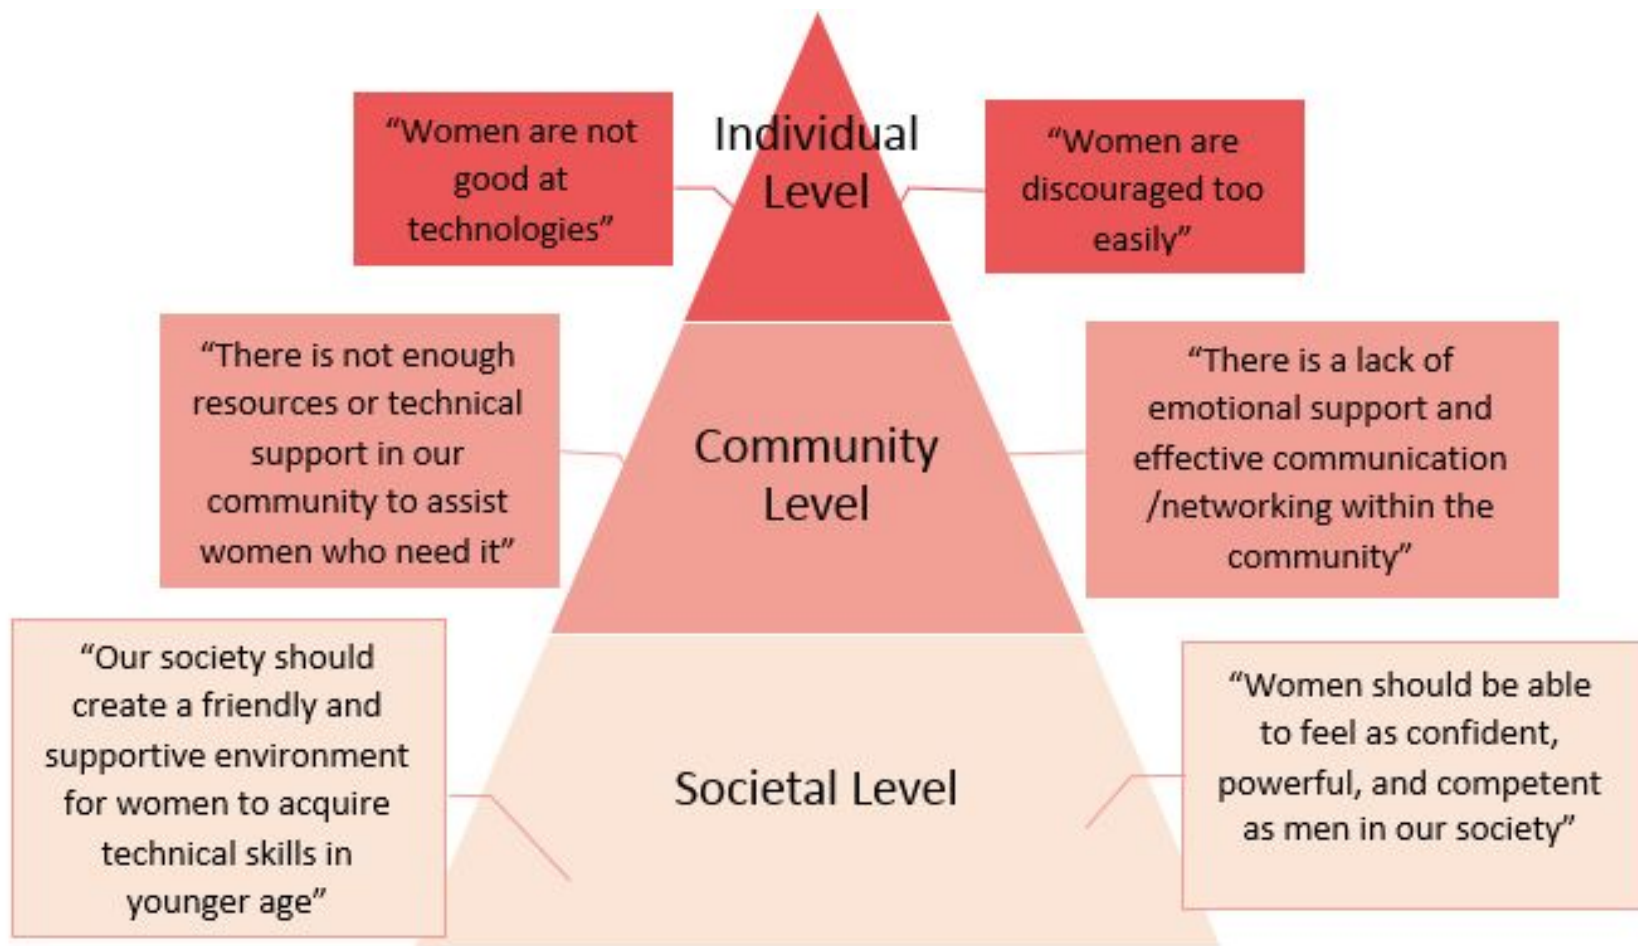 “Women are not
good at
technologies”
Individual
Level
“Women are
discouraged too
easily”
“There is not enough
resources or technical
support in our
community to assist
women who need it”
Community
Level
“There is a lack of
emotional support and
effective communication
/networking within the
community”
“Our society should
create a friendly and
supportive environment
for women to acquire
technical skills in
younger age”
Societal Level
“Women should be able
to feel as confident,
powerful, and competent
as men in our society”